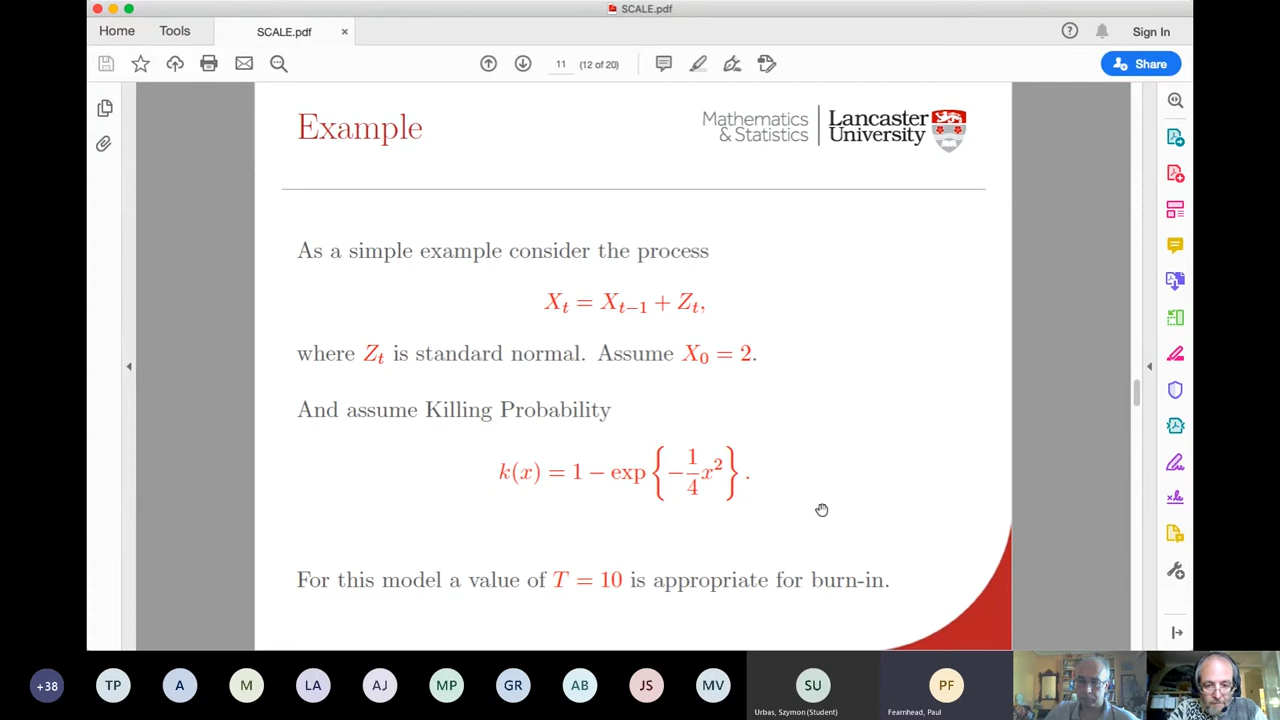 SCALE.pdf
Home Tools SCALE.pdf × Sign In
11 (12 of 20) Share
Example
Mathematics & Statistics
Lancaster University
As a simple example consider the process
X_t = X_{t−1} + Z_t,
where Z_t is standard normal. Assume X_0 = 2.
And assume Killing Probability
k(x) = 1 − exp{−1/4 x²}.
For this model a value of T = 10 is appropriate for burn-in.
+38 TP A M LA AJ MP GR AB JS MV SU PF
Urbas, Szymon (Student) Fearnhead, Paul